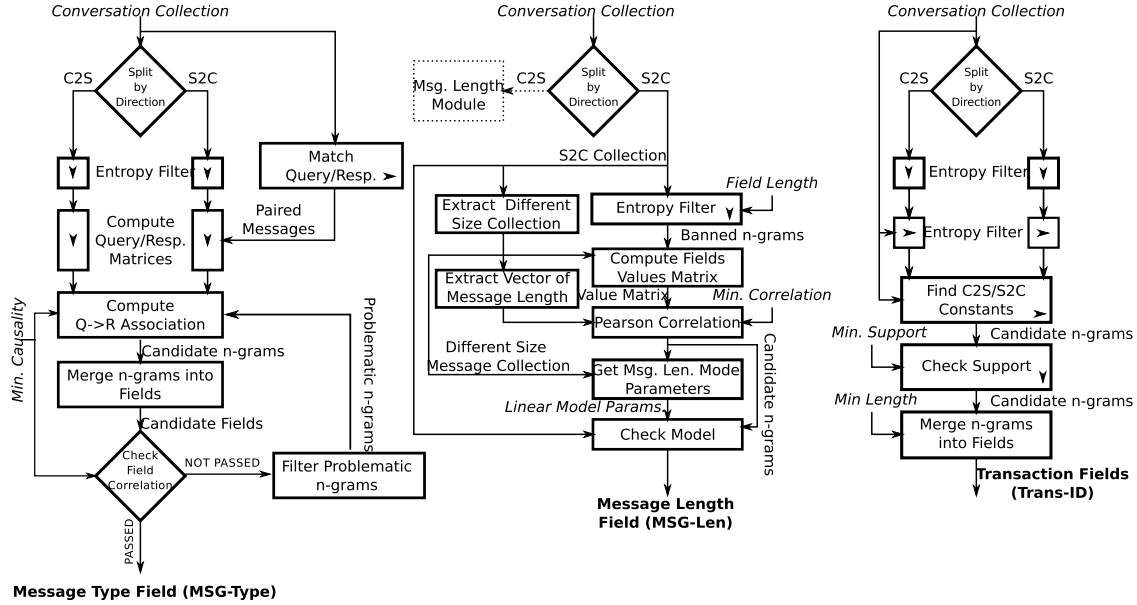 Conversation Collection
C2S
S2C
Split
by
Direction
Entropy Filter
Match
Query/Resp.
Compute
Query/Resp.
Matrices
Paired
Messages
Compute
Q->R Association
Min. Causality
Candidate n-grams
Merge n-grams into
Fields
Candidate Fields
Check
Field
Correlation
NOT PASSED
Filter Problematic
n-grams
Problematic n-grams
PASSED
Message Type Field (MSG-Type)
Conversation Collection
Msg. Length
Module
C2S
S2C
Split
by
Direction
S2C Collection
Extract Different
Size Collection
Field Length
Entropy Filter
Banned n-grams
Compute Fields
Values Matrix
Extract Vector of
Message Length
Value Matrix
Min. Correlation
Pearson Correlation
Different Size
Message Collection
Get Msg. Len. Mode
Parameters
Candidate n-grams
Linear Model Params.
Check Model
Message Length
Field (MSG-Len)
Conversation Collection
C2S
S2C
Split
by
Direction
Entropy Filter
Entropy Filter
Find C2S/S2C
Constants
Min. Support
Candidate n-grams
Check Support
Min Length
Candidate n-grams
Merge n-grams
into Fields
Transaction Fields
(Trans-ID)